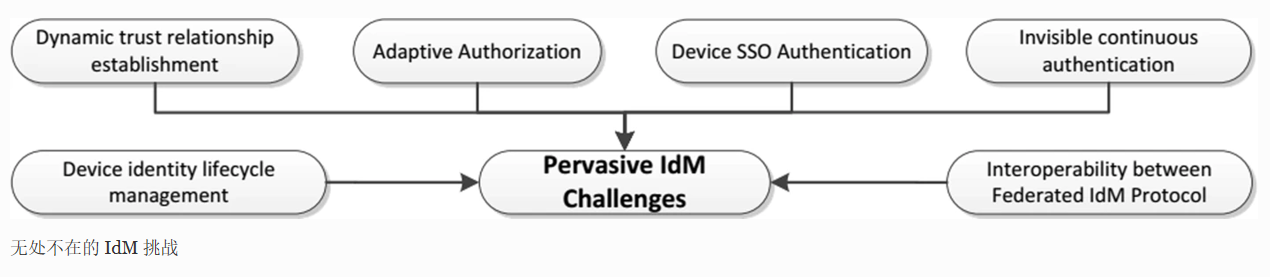 Dynamic trust relationship
establishment
Adaptive Authorization
Device SSO Authentication
Invisible continuous
authentication
Device identity lifecycle
management
Pervasive IdM
Challenges
Interoperability between
Federated IdM Protocol
无处不在的 IdM 挑战